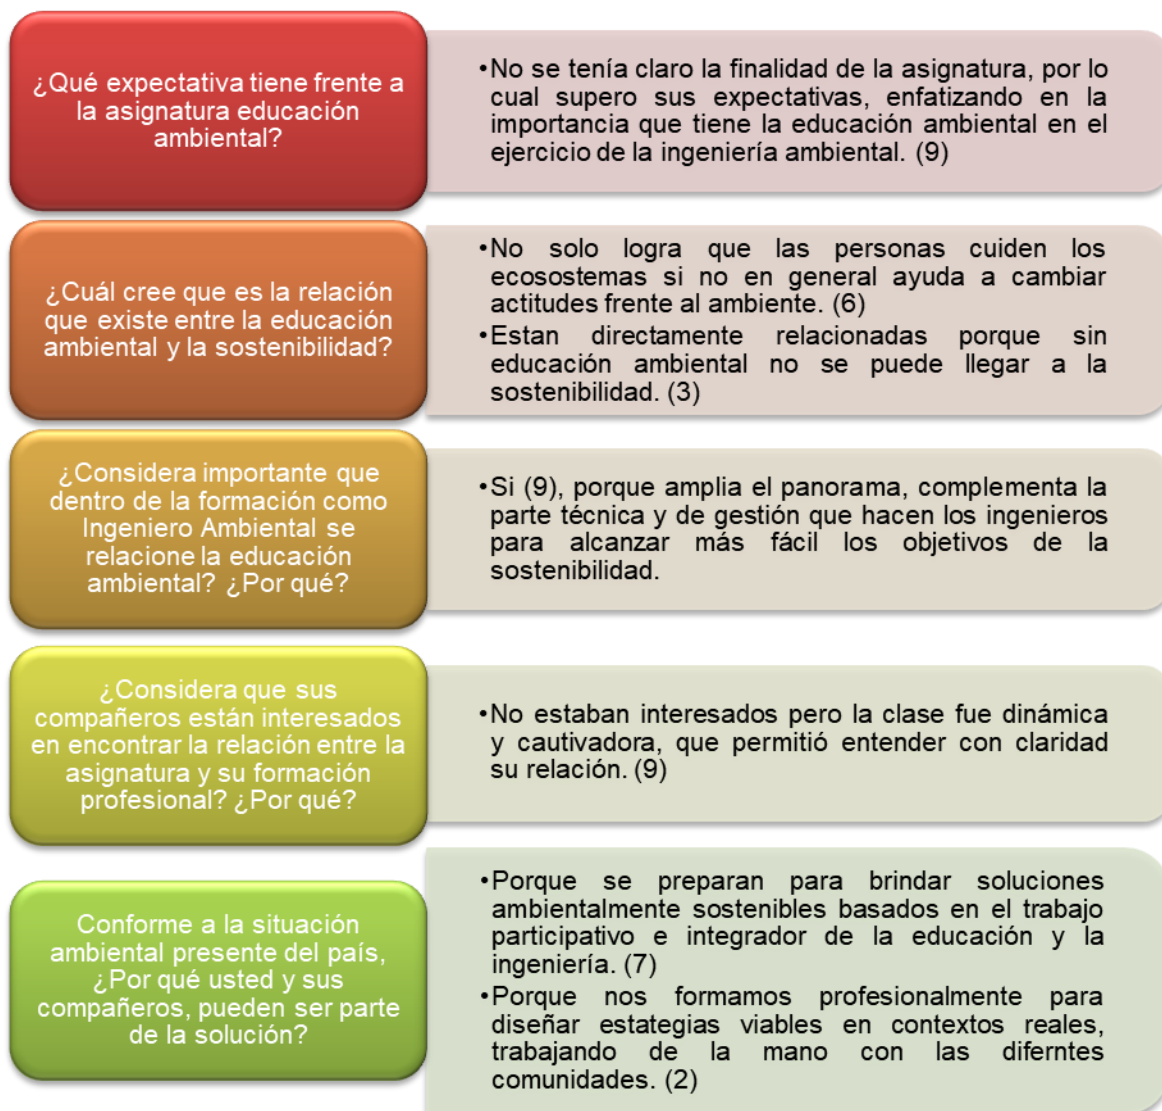 ¿Qué expectativa tiene frente a
la asignatura educación
ambiental?
•No se tenía claro la finalidad de la asignatura, por lo
cual supero sus expectativas, enfatizando en la
importancia que tiene la educación ambiental en el
ejercicio de la ingeniería ambiental. (9)
¿Cuál cree que es la relación
que existe entre la educación
ambiental y la sostenibilidad?
•No solo logra que las personas cuiden los
ecosostemas si no en general ayuda a cambiar
actitudes frente al ambiente. (6)
•Estan directamente relacionadas porque sin
educación ambiental no se puede llegar a la
sostenibilidad. (3)
¿Considera importante que
dentro de la formación como
Ingeniero Ambiental se
relacione la educación
ambiental? ¿Por qué?
•Si (9), porque amplia el panorama, complementa la
parte técnica y de gestión que hacen los ingenieros
para alcanzar más fácil los objetivos de la
sostenibilidad.
¿Considera que sus
compañeros están interesados
en encontrar la relación entre la
asignatura y su formación
profesional? ¿Por qué?
•No estaban interesados pero la clase fue dinámica
y cautivadora, que permitió entender con claridad
su relación. (9)
Conforme a la situación
ambiental presente del país,
¿Por qué usted y sus
compañeros, pueden ser parte
de la solución?
•Porque se preparan para brindar soluciones
ambientalmente sostenibles basados en el trabajo
participativo e integrador de la educación y la
ingeniería. (7)
•Porque nos formamos profesionalmente para
diseñar estategias viables en contextos reales,
trabajando de la mano con las diferntes
comunidades. (2)